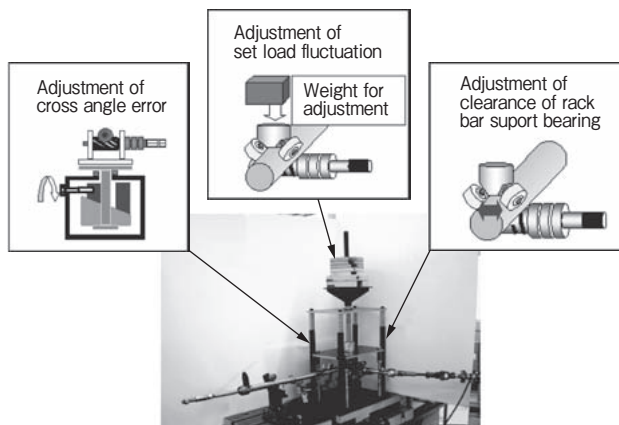 Adjustment of
cross angle error
Adjustment of
set load fluctuation
Weight for
adjustment
Adjustment of
clearance of rack
bar suport bearing